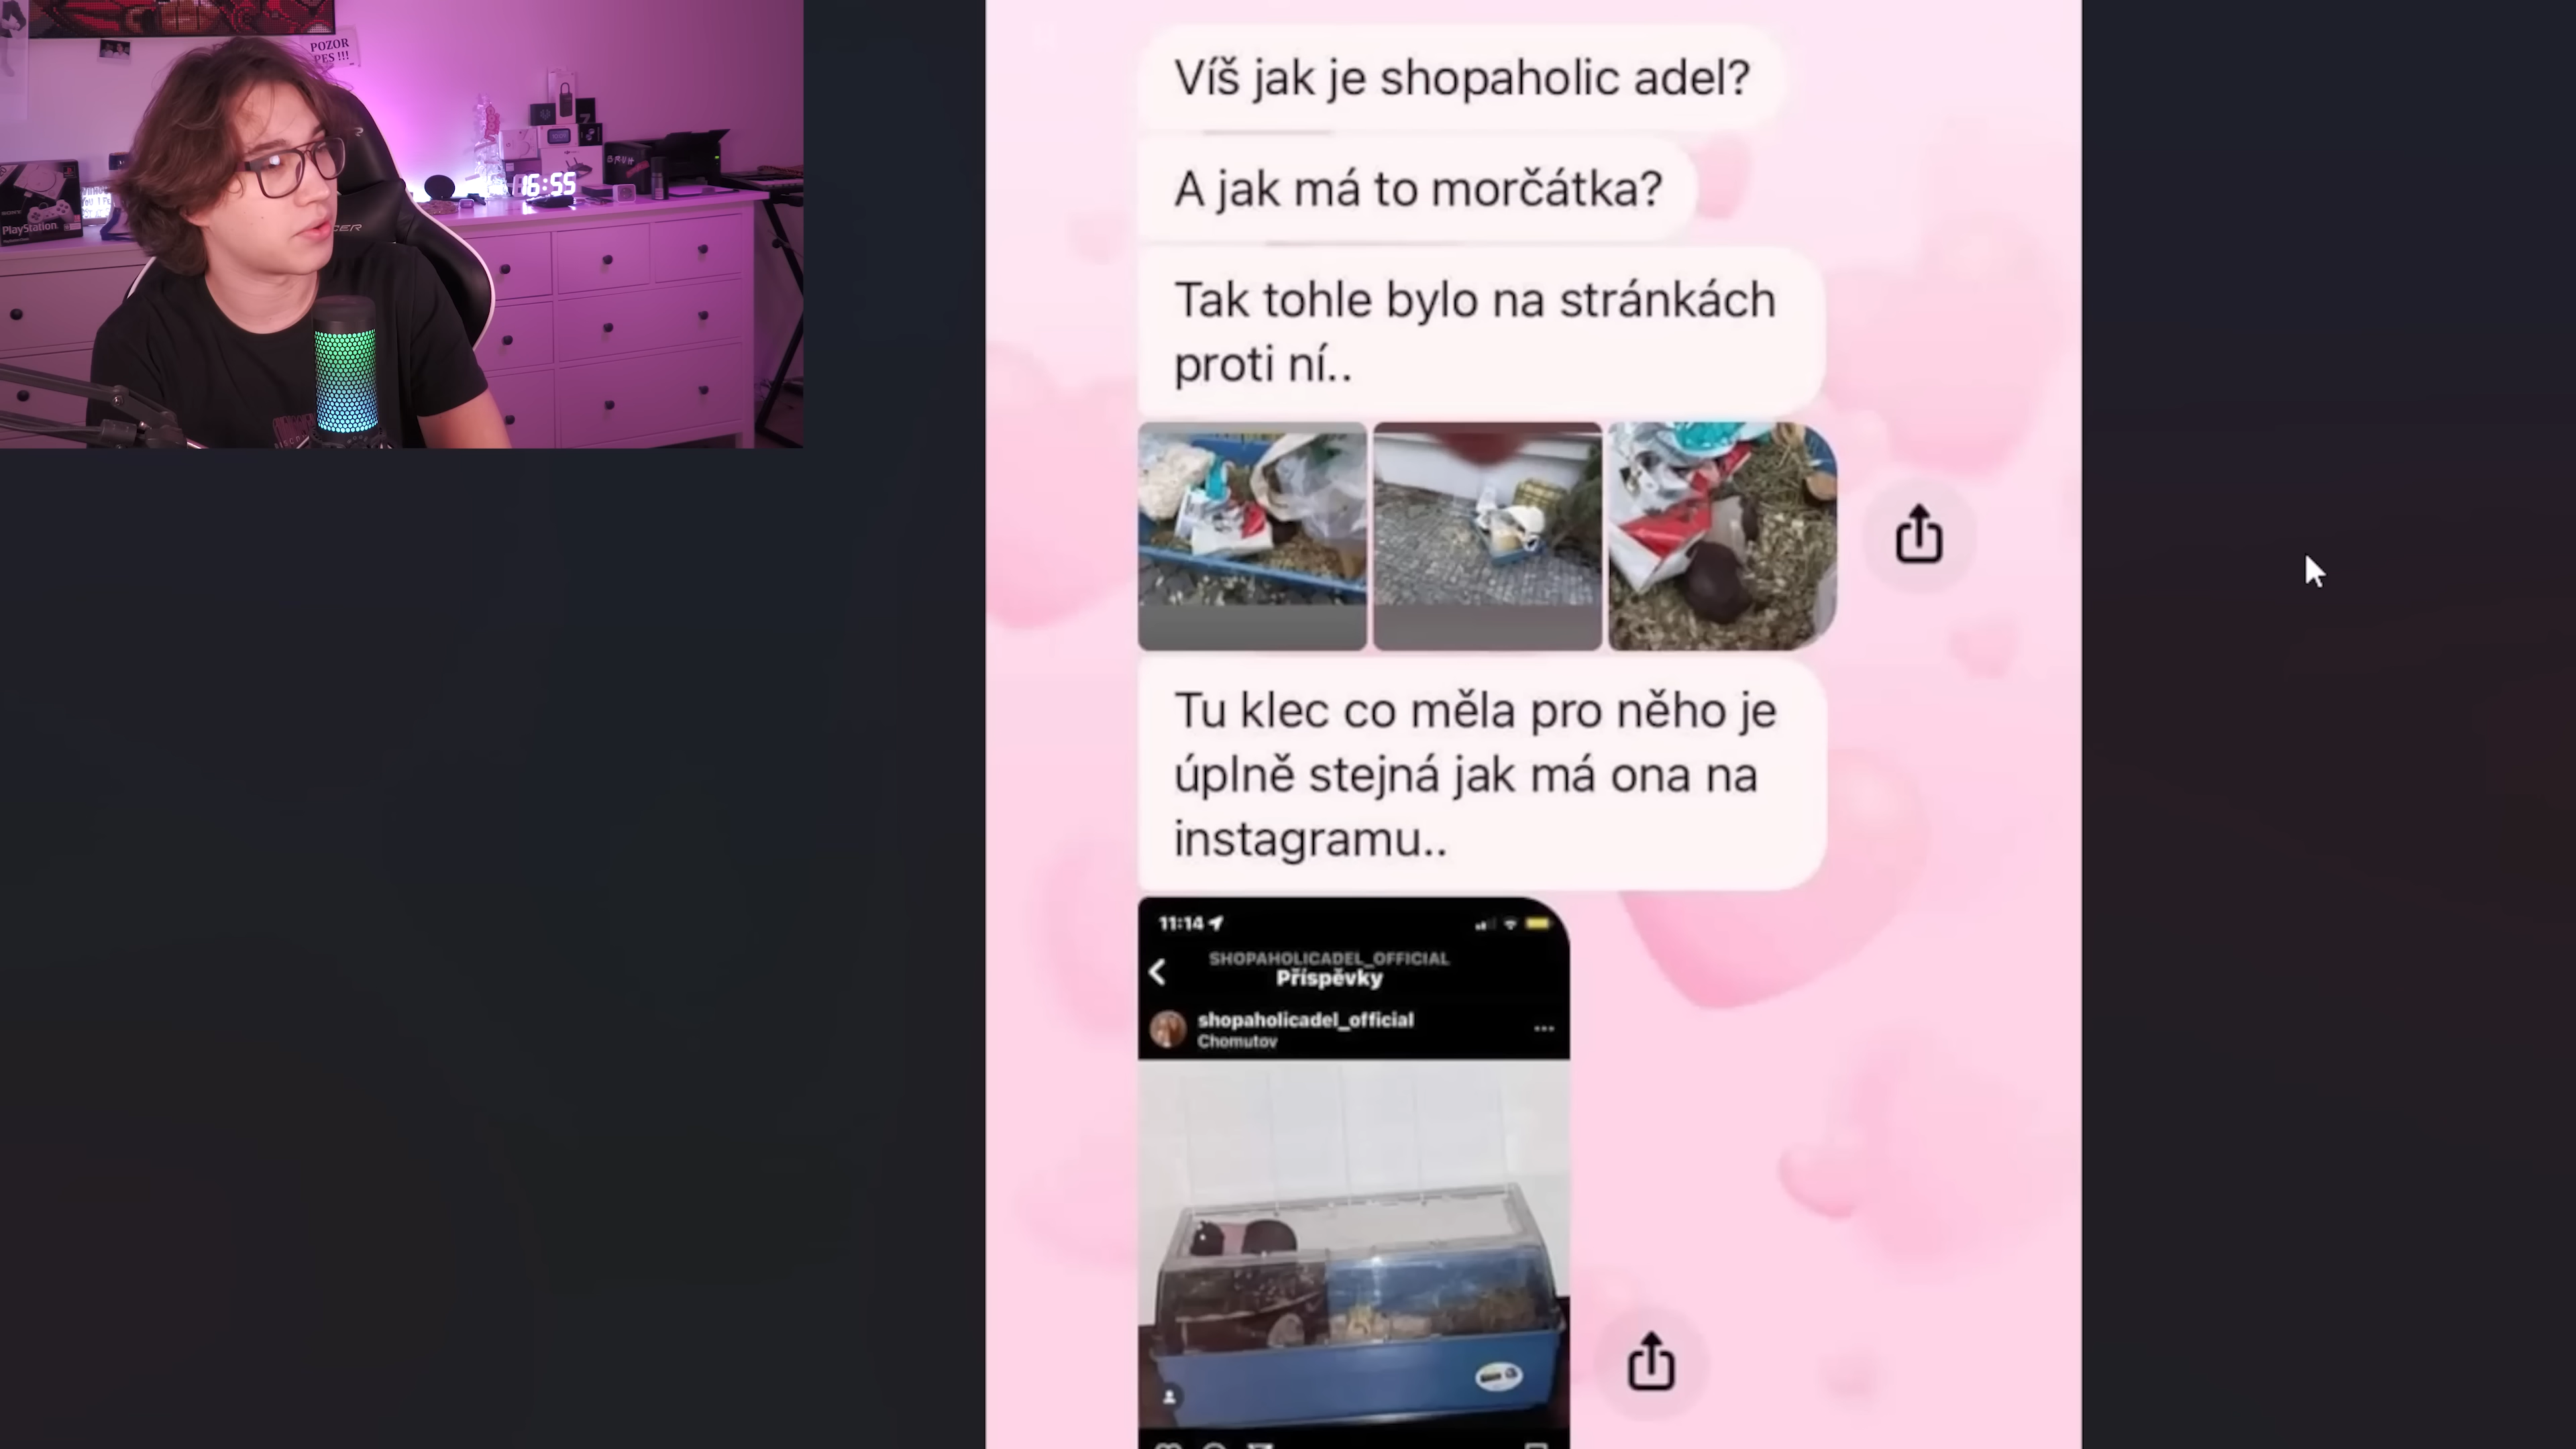 POZOR
PES !!!
PlayStation
BRUH
16:55
Víš jak je shopaholic adel?
A jak má to morčátka?
Tak tohle bylo na stránkách
proti ní..
Tu klec co měla pro něho je
úplně stejná jak má ona na
instagramu..
11:14
SHOPAHOLICADEL_OFFICIAL
Příspěvky
shopaholicadel_official
Chomutov